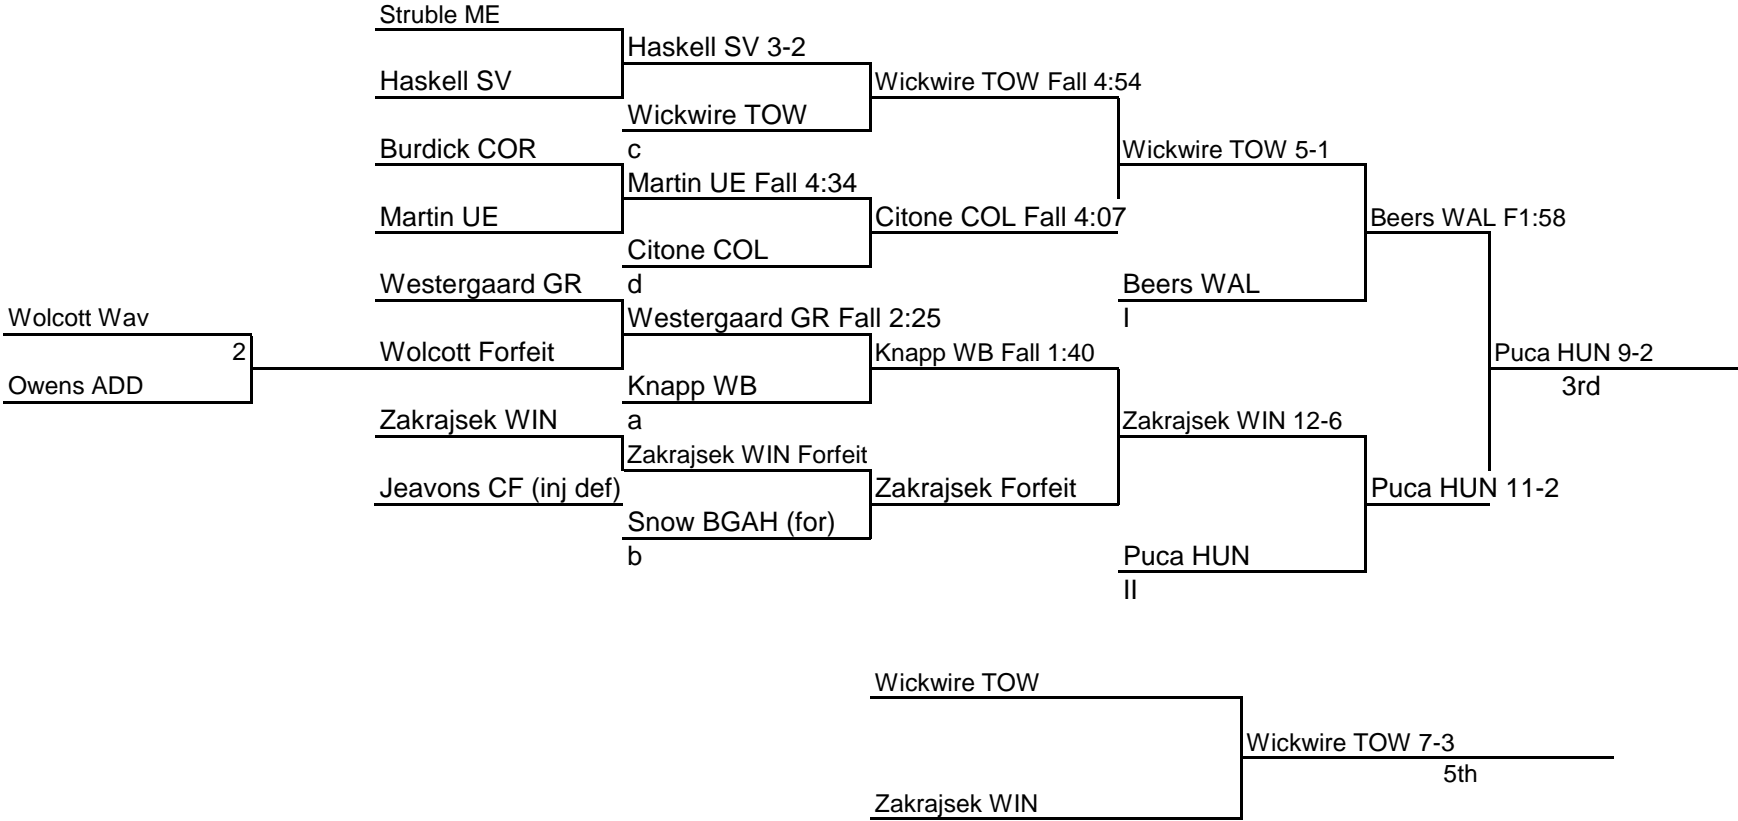 Struble ME
Haskell SV 3-2
Haskell SV
Wickwire TOW Fall 4:54
Wickwire TOW
Burdick COR
c
Wickwire TOW 5-1
Martin UE Fall 4:34
Martin UE
Citone COL Fall 4:07
Beers WAL F1:58
Citone COL
Westergaard GR
d
Beers WAL
Wolcott Wav
Westergaard GR Fall 2:25
I
2
Wolcott Forfeit
Knapp WB Fall 1:40
Puca HUN 9-2
Owens ADD
Knapp WB
3rd
Zakrajsek WIN
a
Zakrajsek WIN 12-6
Zakrajsek WIN Forfeit
Jeavons CF (inj def)
Zakrajsek Forfeit
Puca HUN 11-2
Snow BGAH (for)
b
Puca HUN
II
Wickwire TOW
Wickwire TOW 7-3
5th
Zakrajsek WIN